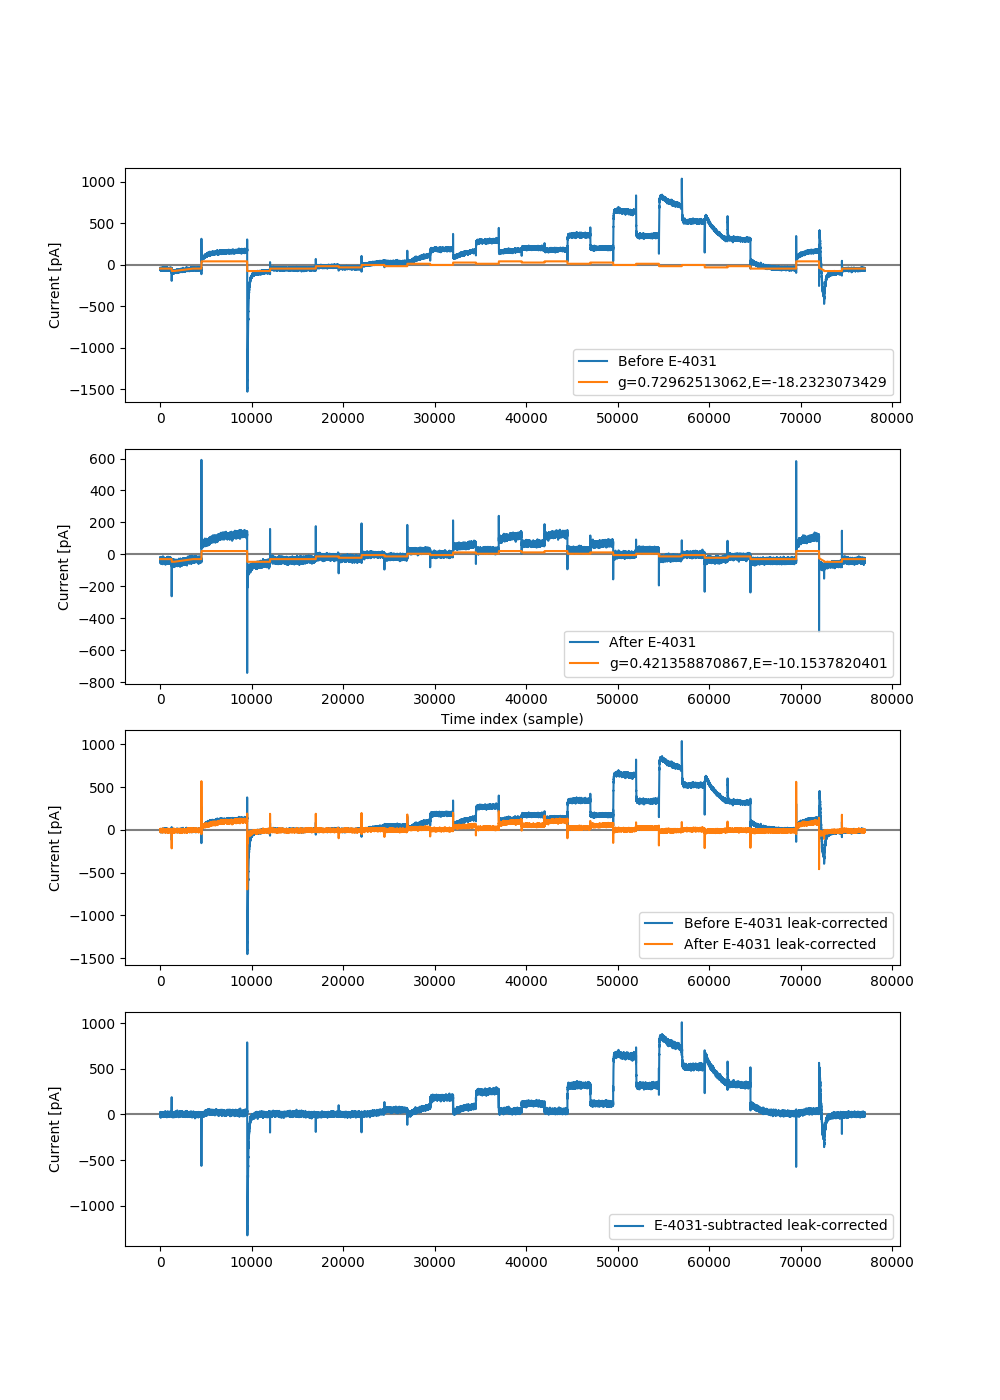 1000
500
0
−500
−1000
−1500
Current [pA]
Before E-4031
g=0.72962513062,E=-18.2323073429
0 10000 20000 30000 40000 50000 60000 70000 80000
600
400
200
0
−200
−400
−600
−800
Current [pA]
After E-4031
g=0.421358870867,E=-10.1537820401
0 10000 20000 30000 40000 50000 60000 70000 80000
Time index (sample)
1000
500
0
−500
−1000
−1500
Current [pA]
Before E-4031 leak-corrected
After E-4031 leak-corrected
0 10000 20000 30000 40000 50000 60000 70000 80000
1000
500
0
−500
−1000
Current [pA]
E-4031-subtracted leak-corrected
0 10000 20000 30000 40000 50000 60000 70000 80000